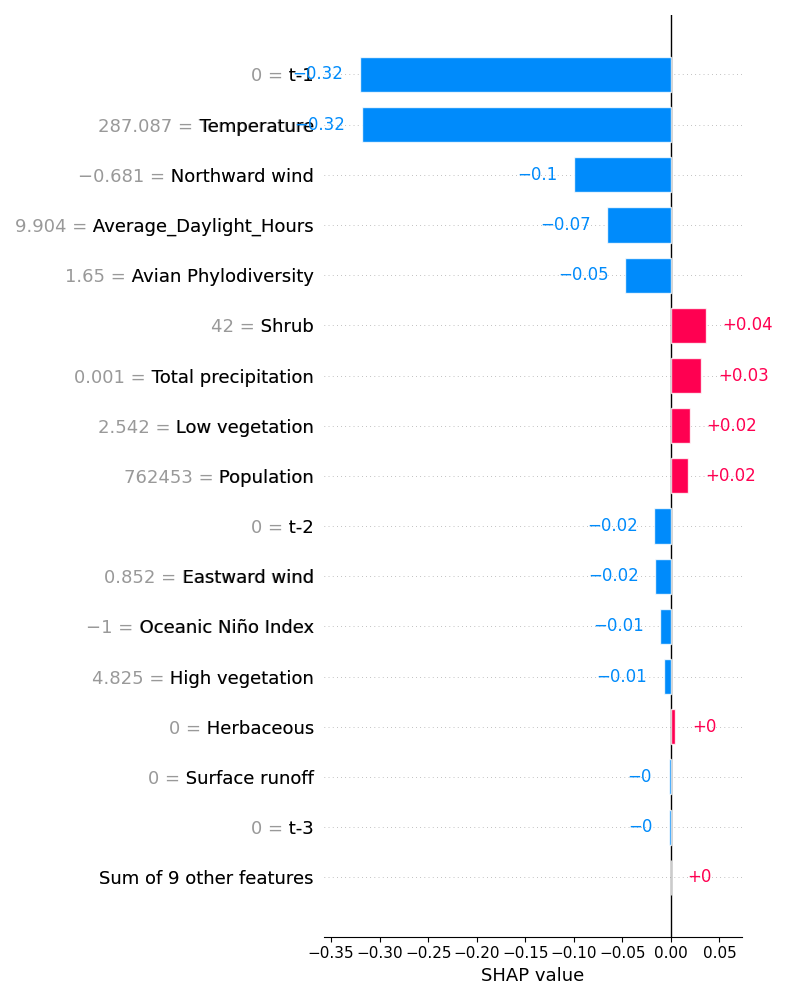 0 = t-1 −0.32
287.087 = Temperature −0.32
−0.681 = Northward wind −0.1
9.904 = Average_Daylight_Hours −0.07
1.65 = Avian Phylodiversity −0.05
42 = Shrub +0.04
0.001 = Total precipitation +0.03
2.542 = Low vegetation +0.02
762453 = Population +0.02
0 = t-2 −0.02
0.852 = Eastward wind −0.02
−1 = Oceanic Niño Index −0.01
4.825 = High vegetation −0.01
0 = Herbaceous +0
0 = Surface runoff −0
0 = t-3 −0
Sum of 9 other features +0
−0.35 −0.30 −0.25 −0.20 −0.15 −0.10 −0.05 0.00 0.05
SHAP value